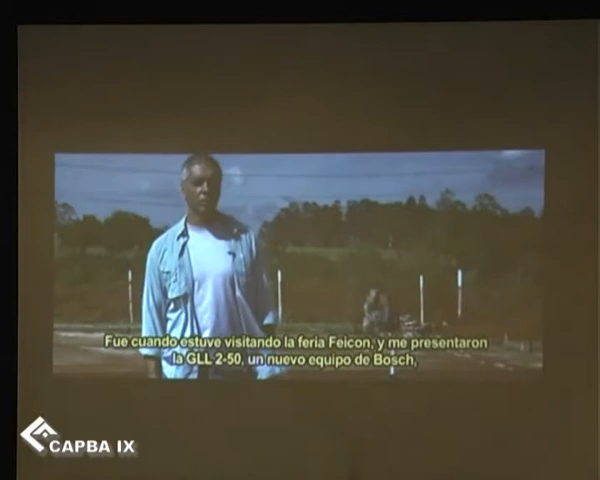 Fue cuando estuve visitando la feria Feicon, y me presentaron
la GLL 2-50, un nuevo equipo de Bosch,
CAPBA IX